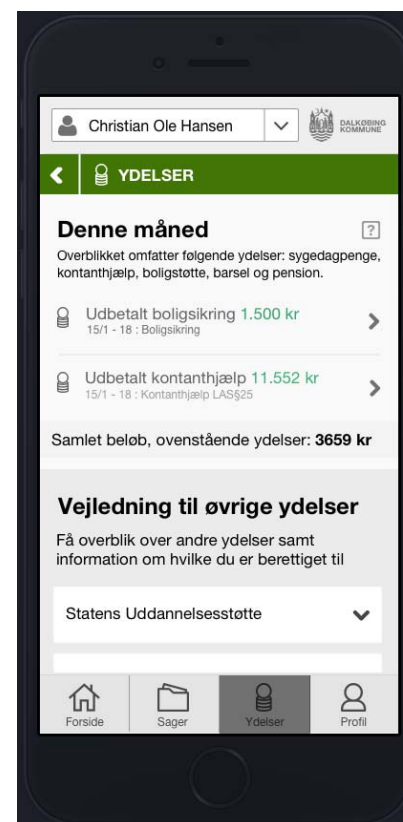 Christian Ole Hansen
DALKØBING
KOMMUNE
YDELSER
Denne måned
?
Overblikket omfatter følgende ydelser: sygedagpenge,
kontanthjælp, boligstøtte, barsel og pension.
Udbetalt boligsikring 1.500 kr
15/1 - 18 : Boligsikring
Udbetalt kontanthjælp 11.552 kr
15/1 - 18 : Kontanthjælp LAS§25
Samlet beløb, ovenstående ydelser: 3659 kr
Vejledning til øvrige ydelser
Få overblik over andre ydelser samt
information om hvilke du er berettiget til
Statens Uddannelsesstøtte
Forside
Sager
Ydelser
Profil